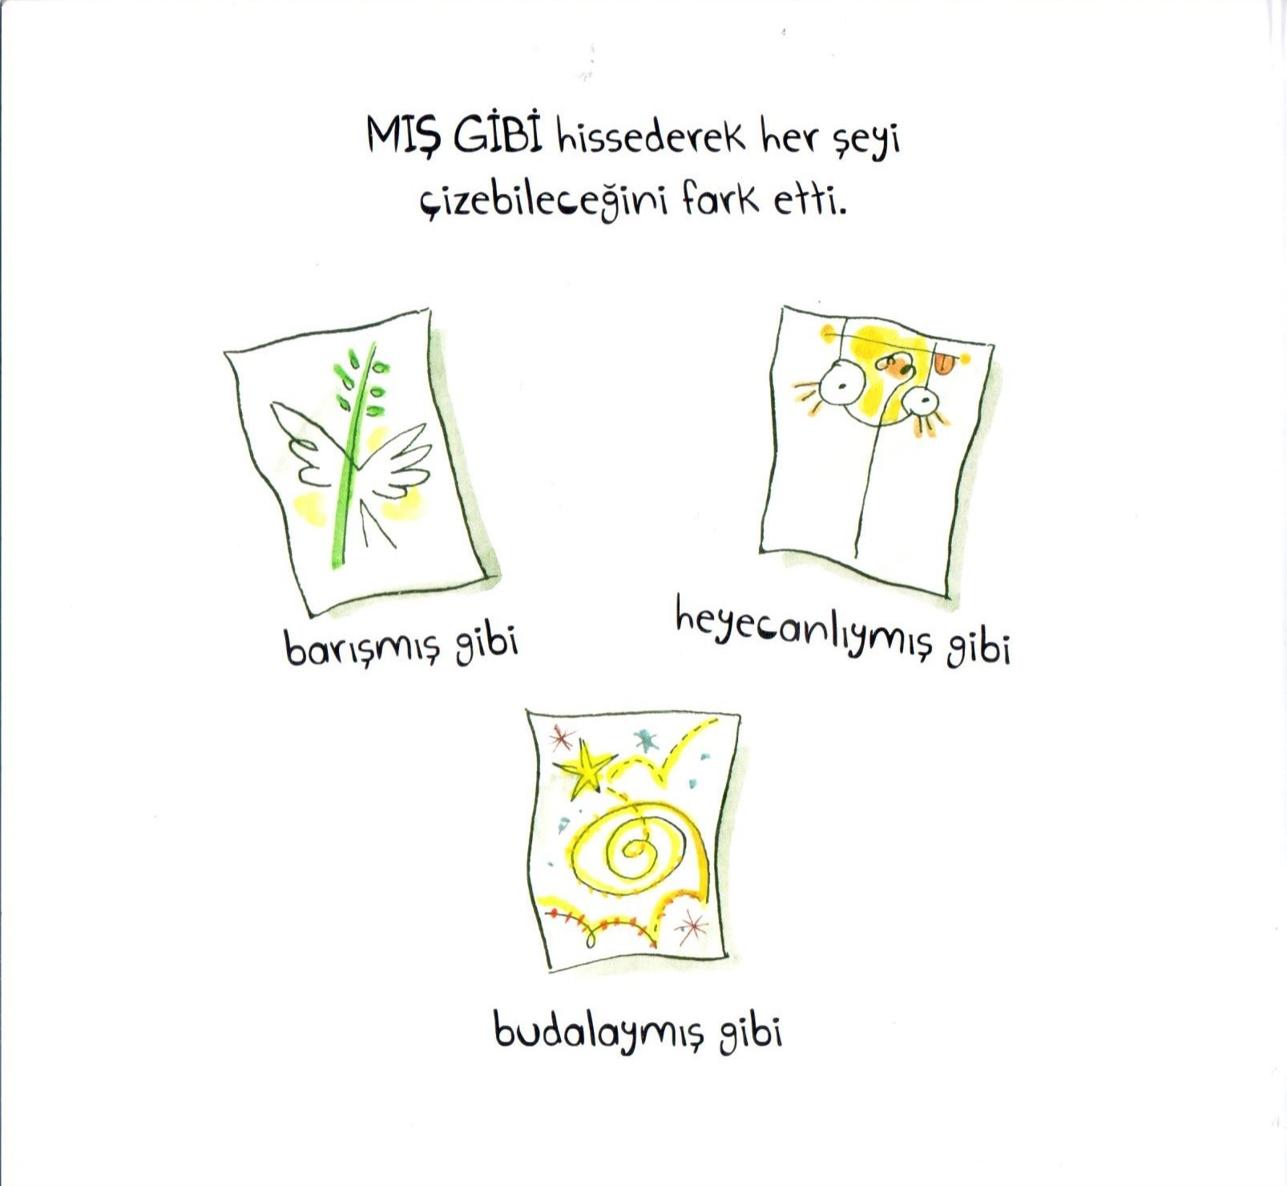 MIŞ GİBİ hissederek her şeyi
çizebileceğini fark etti.
barışmış gibi
heyecanlıymış gibi
budalaymış gibi